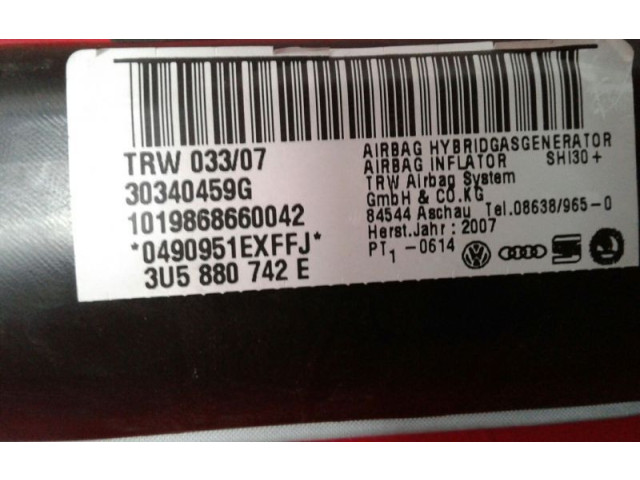 TRW 033/07
30340459G
1019868660042
*0490951EXFFJ*
3U5 880 742 E
AIRBAG HYBRIDGASGENERATOR
AIRBAG INFLATOR SHI30+
TRW Airbag System
GmbH & CO.KG
84544 Aschau Tel.08638/965-0
Herst.Jahr: 2007
PT1 -0614